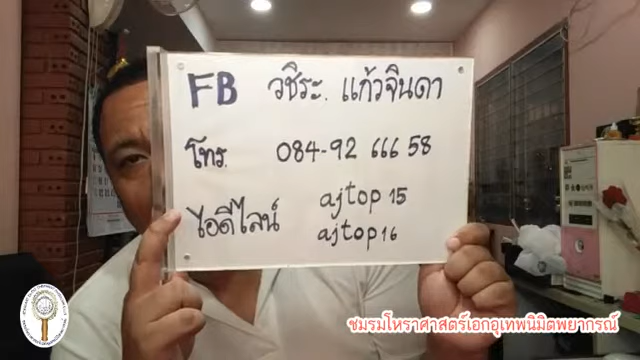 FB วชิระ. แก้วจินดา
โทร. 084-92 666 58
ไอดีไลน์ ajtop 15
ajtop 16
ชมรมโหราศาสตร์เอกอุเทพนิมิตพยากรณ์